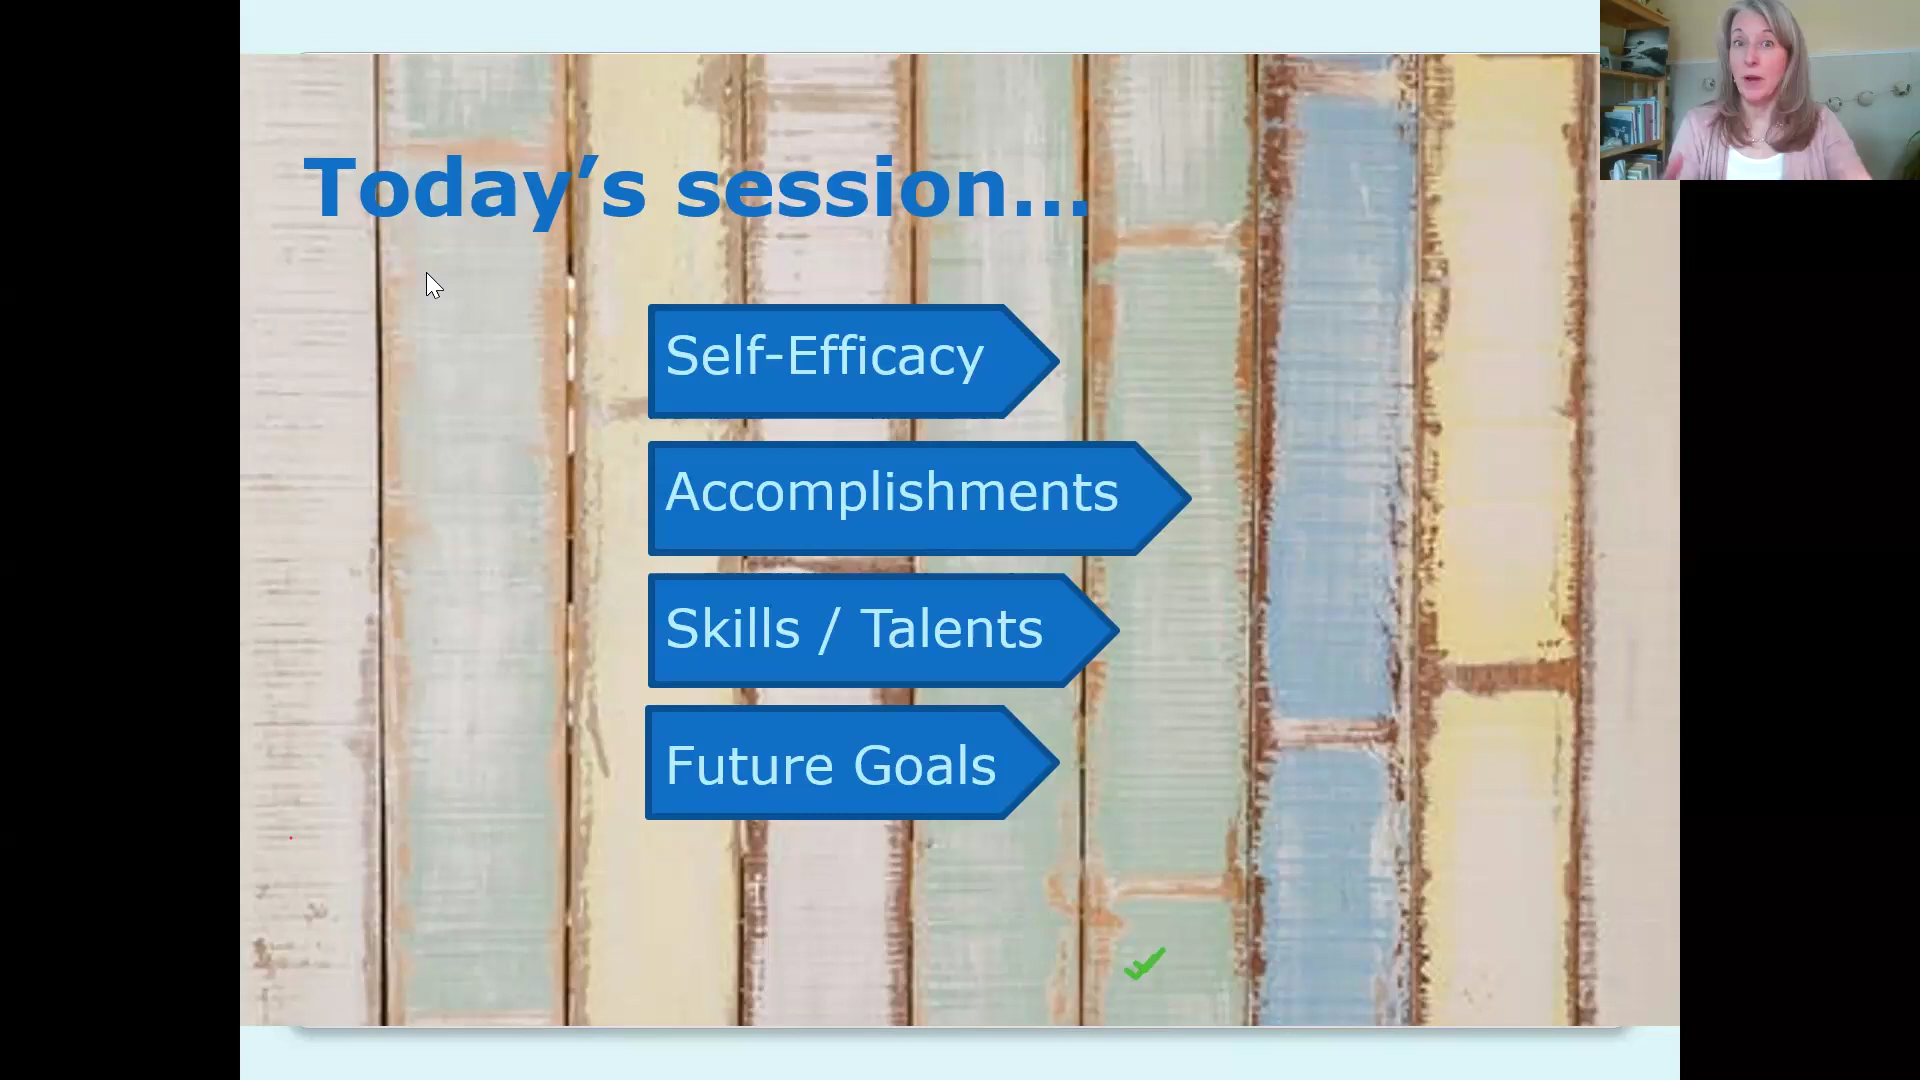 Today’s session...
Self-Efficacy
Accomplishments
Skills / Talents
Future Goals